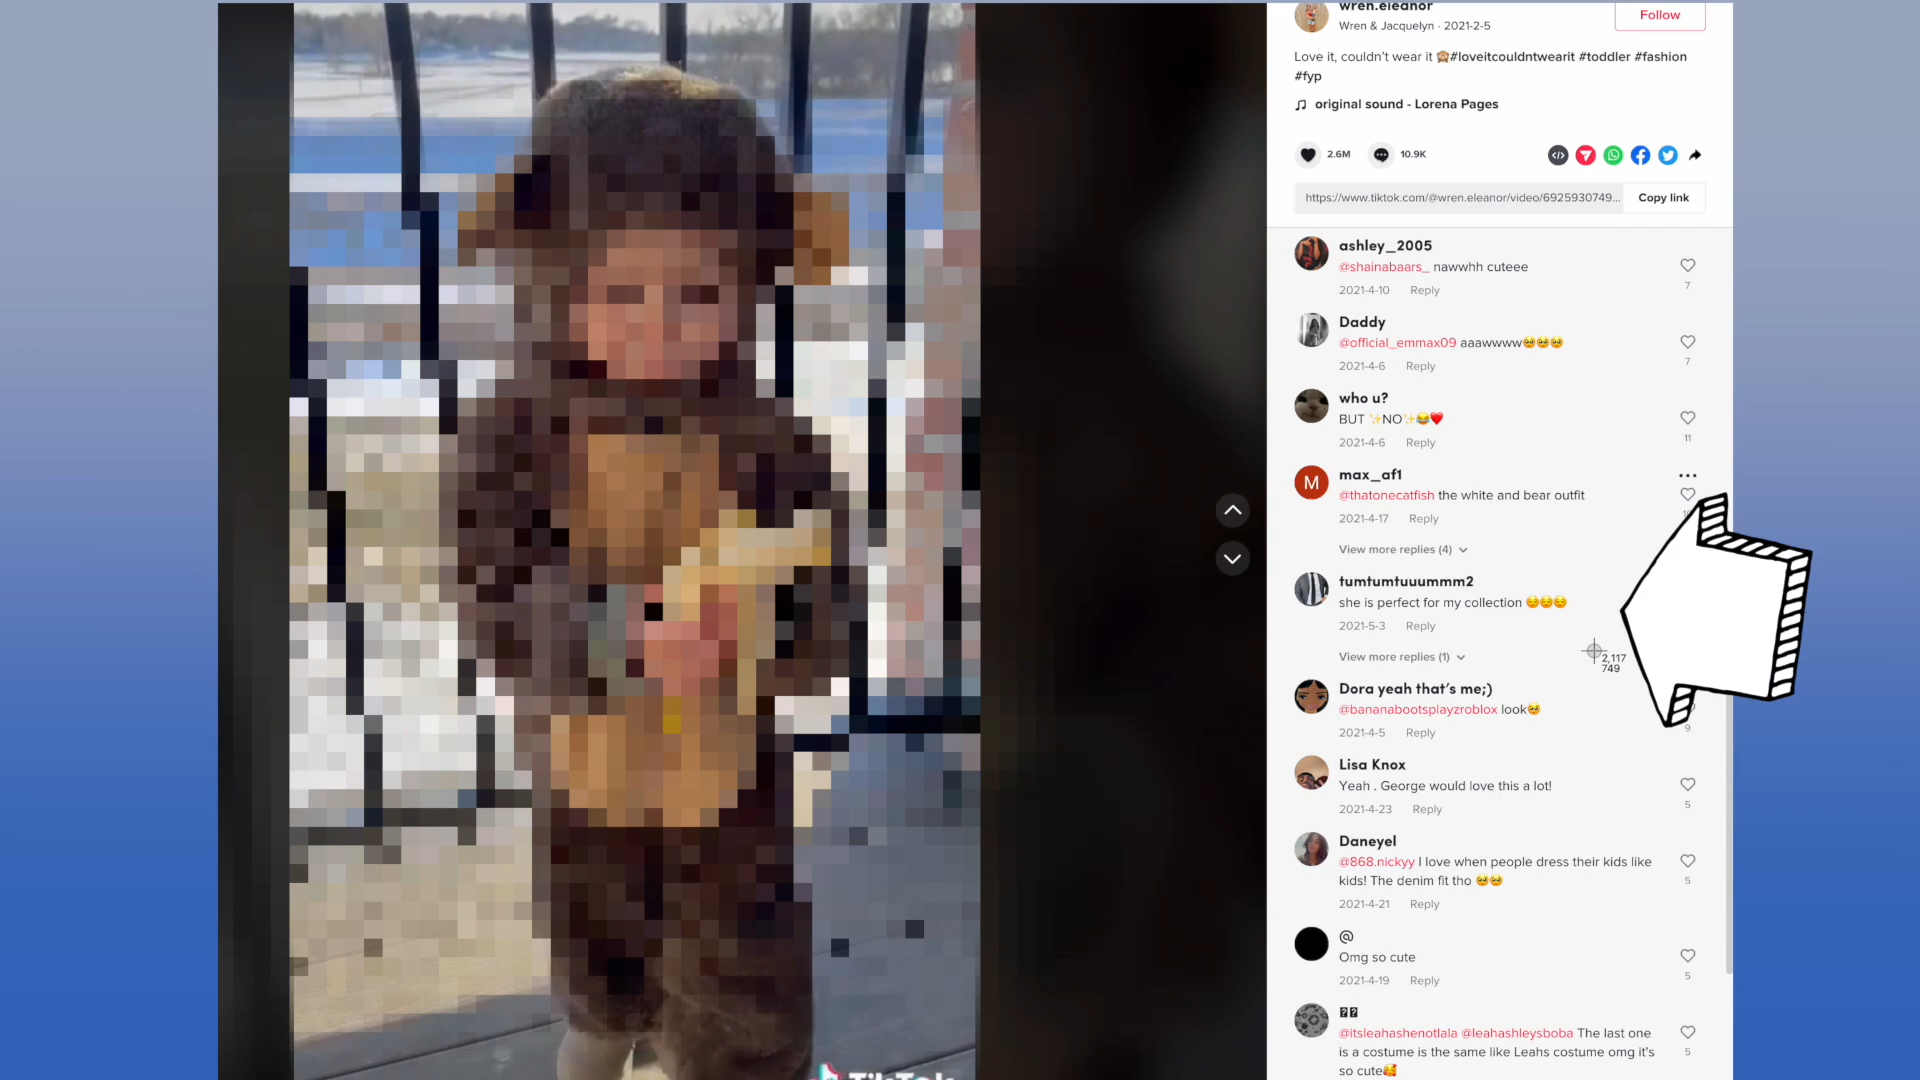 wren.eleanor
Wren & Jacquelyn · 2021-2-5
Follow
Love it, couldn't wear it 🙈#loveitcouldntwearit #toddler #fashion
#fyp
original sound - Lorena Pages
2.6M
10.9K
https://www.tiktok.com/@wren.eleanor/video/6925930749...
Copy link
ashley_2005
@shainabaars_ nawwhh cuteee
2021-4-10 Reply
7
Daddy
@official_emmax09 aaawwww🥺🥺🥺
2021-4-6 Reply
7
who u?
BUT ✨NO✨😂❤️
2021-4-6 Reply
11
M
max_af1
@thatonecatfish the white and bear outfit
2021-4-17 Reply
View more replies (4)
tumtumtuuummm2
she is perfect for my collection 😏😏😏
2021-5-3 Reply
2,117
749
View more replies (1)
Dora yeah that's me;)
@bananabootsplayzroblox look🥺
2021-4-5 Reply
9
Lisa Knox
Yeah . George would love this a lot!
2021-4-23 Reply
5
Daneyel
@868.nickyy I love when people dress their kids like
kids! The denim fit tho 🥺🥺
2021-4-21 Reply
5
@
Omg so cute
2021-4-19 Reply
5
@itsleahashenotlala @leahashleysboba The last one
is a costume is the same like Leahs costume omg it's
so cute🥰
5
TikTok